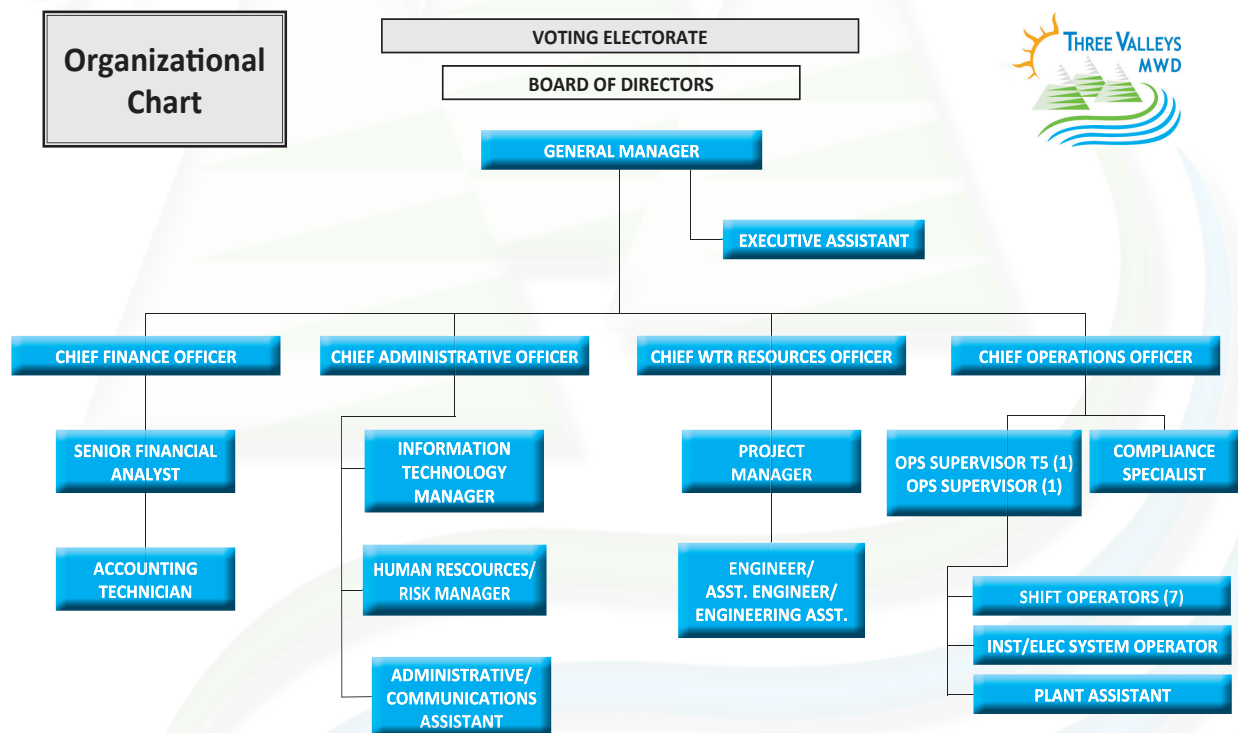 Organizational
Chart
VOTING ELECTORATE
BOARD OF DIRECTORS
THREE VALLEYS
MWD
GENERAL MANAGER
EXECUTIVE ASSISTANT
CHIEF FINANCE OFFICER
CHIEF ADMINISTRATIVE OFFICER
CHIEF WTR RESOURCES OFFICER
CHIEF OPERATIONS OFFICER
SENIOR FINANCIAL
ANALYST
INFORMATION
TECHNOLOGY
MANAGER
PROJECT
MANAGER
OPS SUPERVISOR T5 (1)
OPS SUPERVISOR (1)
COMPLIANCE
SPECIALIST
ACCOUNTING
TECHNICIAN
HUMAN RESCOURCES/
RISK MANAGER
ENGINEER/
ASST. ENGINEER/
ENGINEERING ASST.
SHIFT OPERATORS (7)
INST/ELEC SYSTEM OPERATOR
PLANT ASSISTANT
ADMINISTRATIVE/
COMMUNICATIONS
ASSISTANT